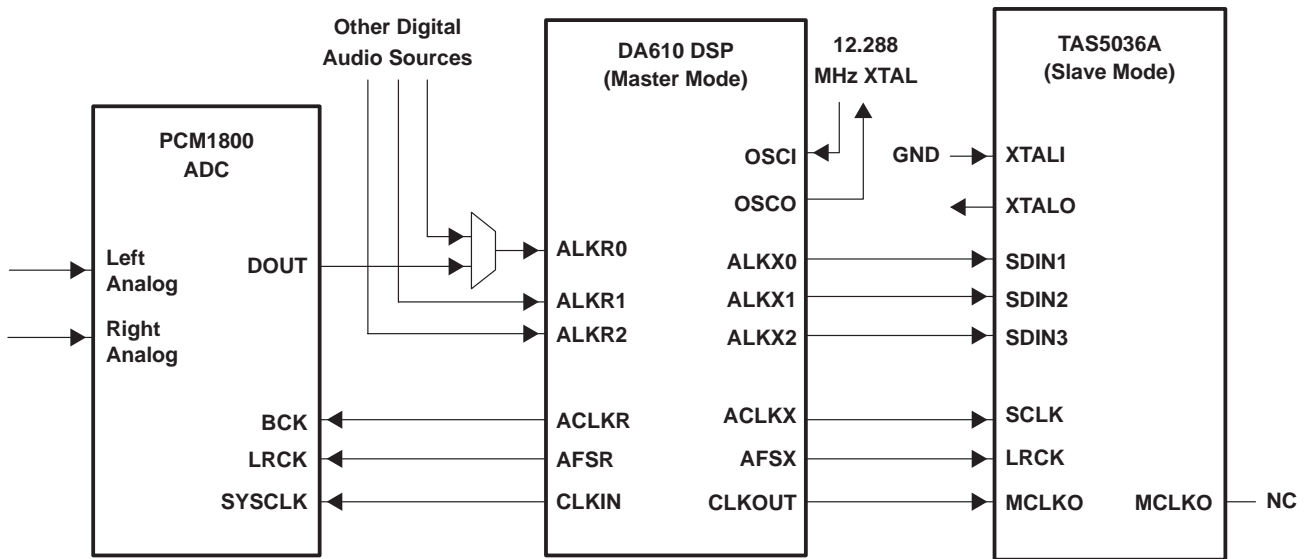 Other Digital
Audio Sources
PCM1800
ADC
Left
Analog
Right
Analog
DOUT
BCK
LRCK
SYSCLK
DA610 DSP
(Master Mode)
ALKR0
ALKR1
ALKR2
ACLKR
AFSR
CLKIN
OSCI
OSCO
ALKX0
ALKX1
ALKX2
ACLKX
AFSX
CLKOUT
12.288
MHz XTAL
GND
TAS5036A
(Slave Mode)
XTALI
XTALO
SDIN1
SDIN2
SDIN3
SCLK
LRCK
MCLKO
MCLKO
NC